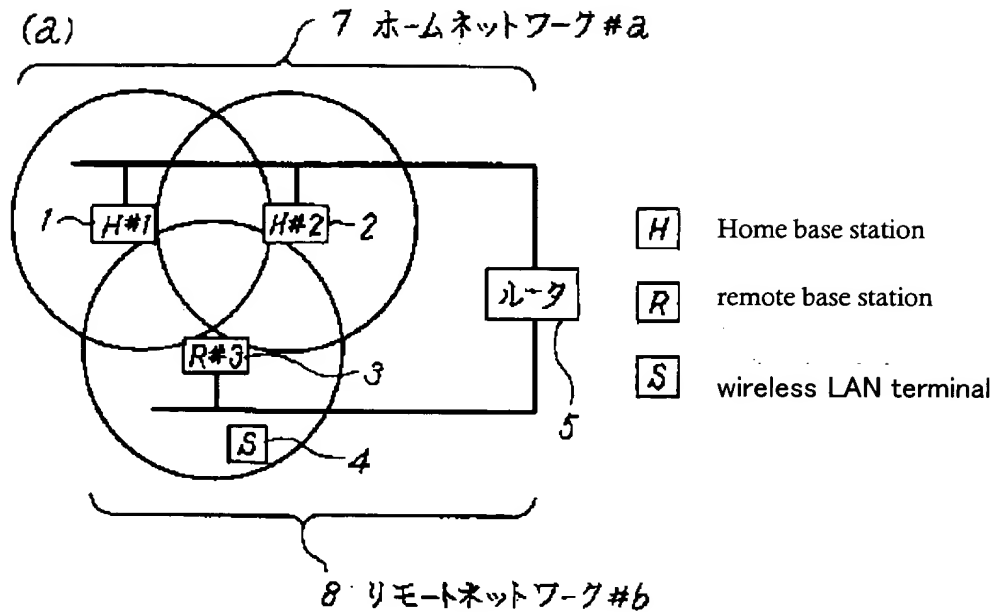 (a)
7 ホームネットワーク#a
1
H#1
H#2
2
H Home base station
ルータ
R remote base station
R#3
3
5
S wireless LAN terminal
S
4
8 リモートネットワーク#b